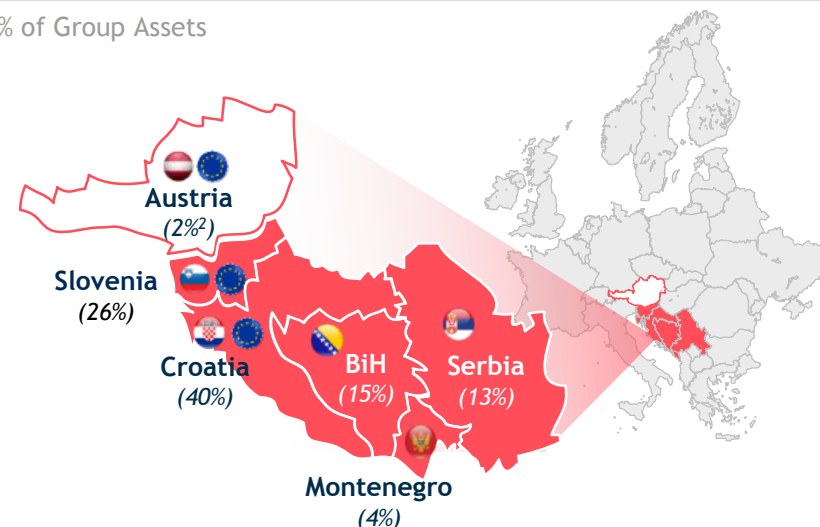 % of Group Assets
Austria
(2%²)
Slovenia
(26%)
Croatia
(40%)
BiH
(15%)
Serbia
(13%)
Montenegro
(4%)